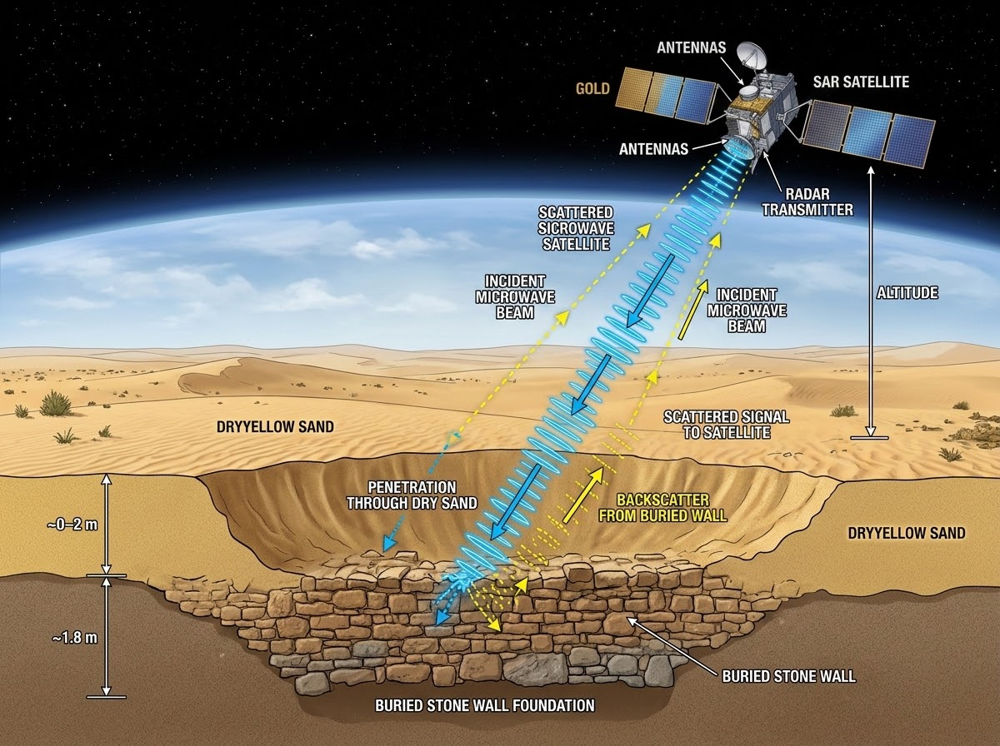 ANTENNAS
GOLD
SAR SATELLITE
ANTENNAS
RADAR
TRANSMITTER
SCATTERED
SICROWAVE
SATELLITE
INCIDENT
MICROWAVE
BEAM
INCIDENT
MICROWAVE
BEAM
ALTITUDE
DRYYELLOW SAND
SCATTERED SIGNAL
TO SATELLITE
PENETRATION
THROUGH DRY SAND
BACKSCATTER
FROM BURIED WALL
~0–2 m
DRYYELLOW SAND
~1.8 m
BURIED STONE WALL
BURIED STONE WALL FOUNDATION